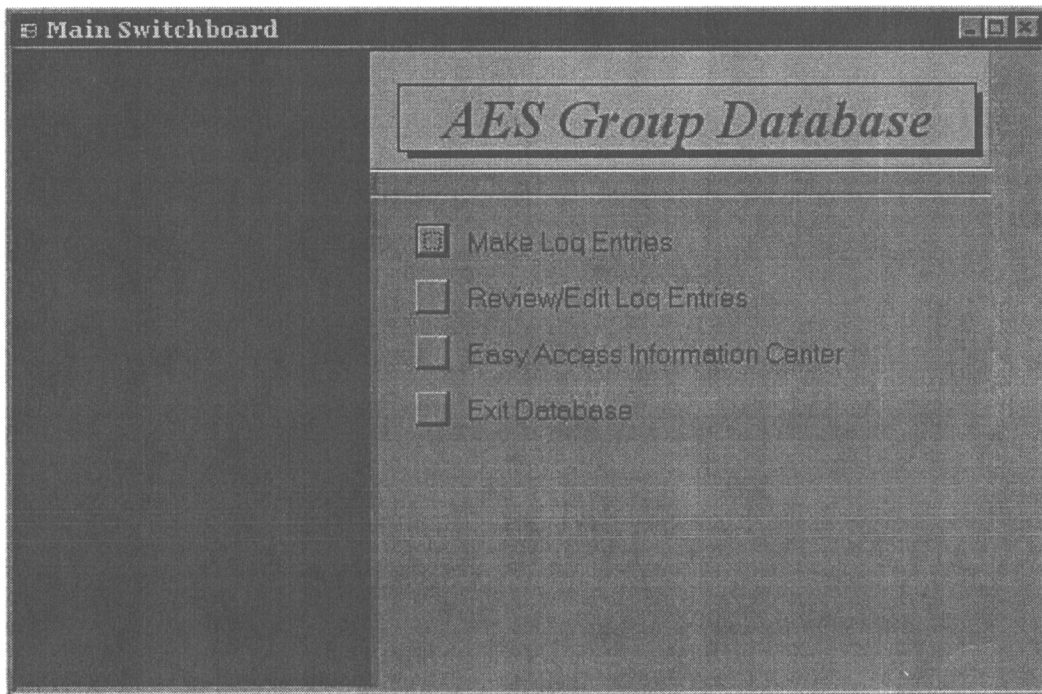 Main Switchboard
AES Group Database
Make Log Entries
Review/Edit Log Entries
Easy Access Information Center
Exit Database